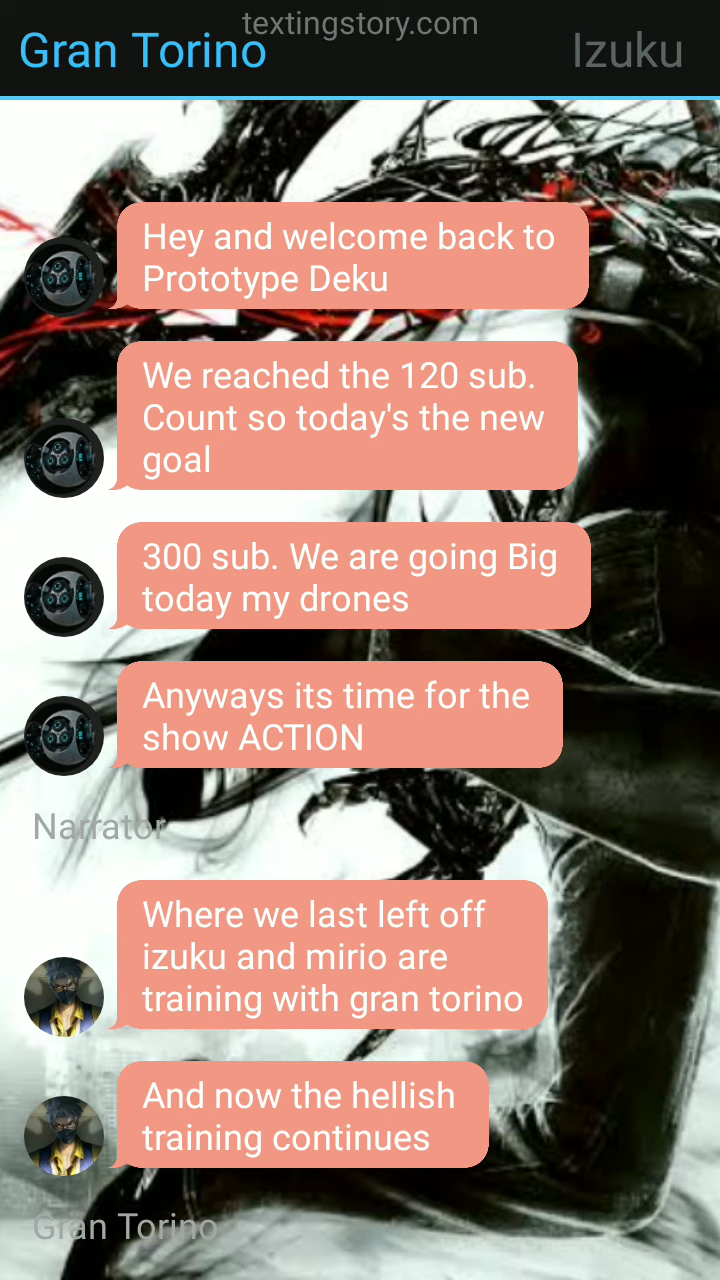 textingstory.com
Gran Torino
Izuku
Hey and welcome back to
Prototype Deku
We reached the 120 sub.
Count so today's the new
goal
300 sub. We are going Big
today my drones
Anyways its time for the
show ACTION
Narrator
Where we last left off
izuku and mirio are
training with gran torino
And now the hellish
training continues
Gran Torino